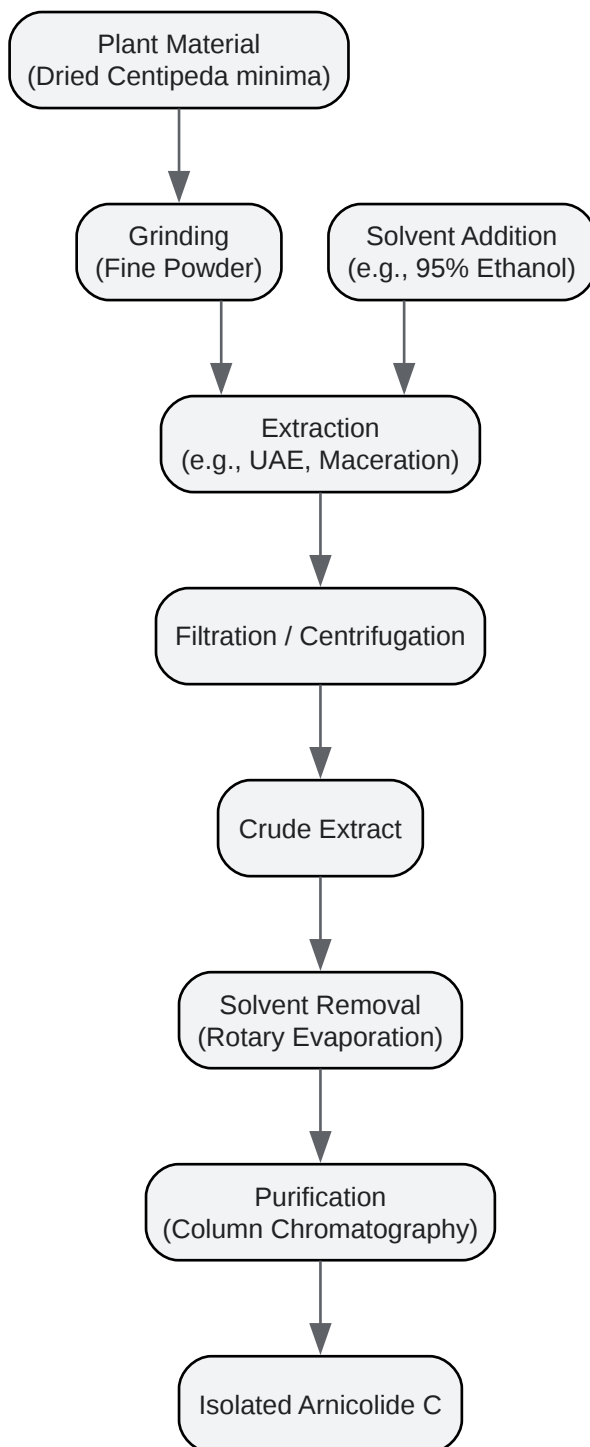 Plant Material
(Dried Centipeda minima)
Grinding
(Fine Powder)
Solvent Addition
(e.g., 95% Ethanol)
Extraction
(e.g., UAE, Maceration)
Filtration / Centrifugation
Crude Extract
Solvent Removal
(Rotary Evaporation)
Purification
(Column Chromatography)
Isolated Arnicolide C